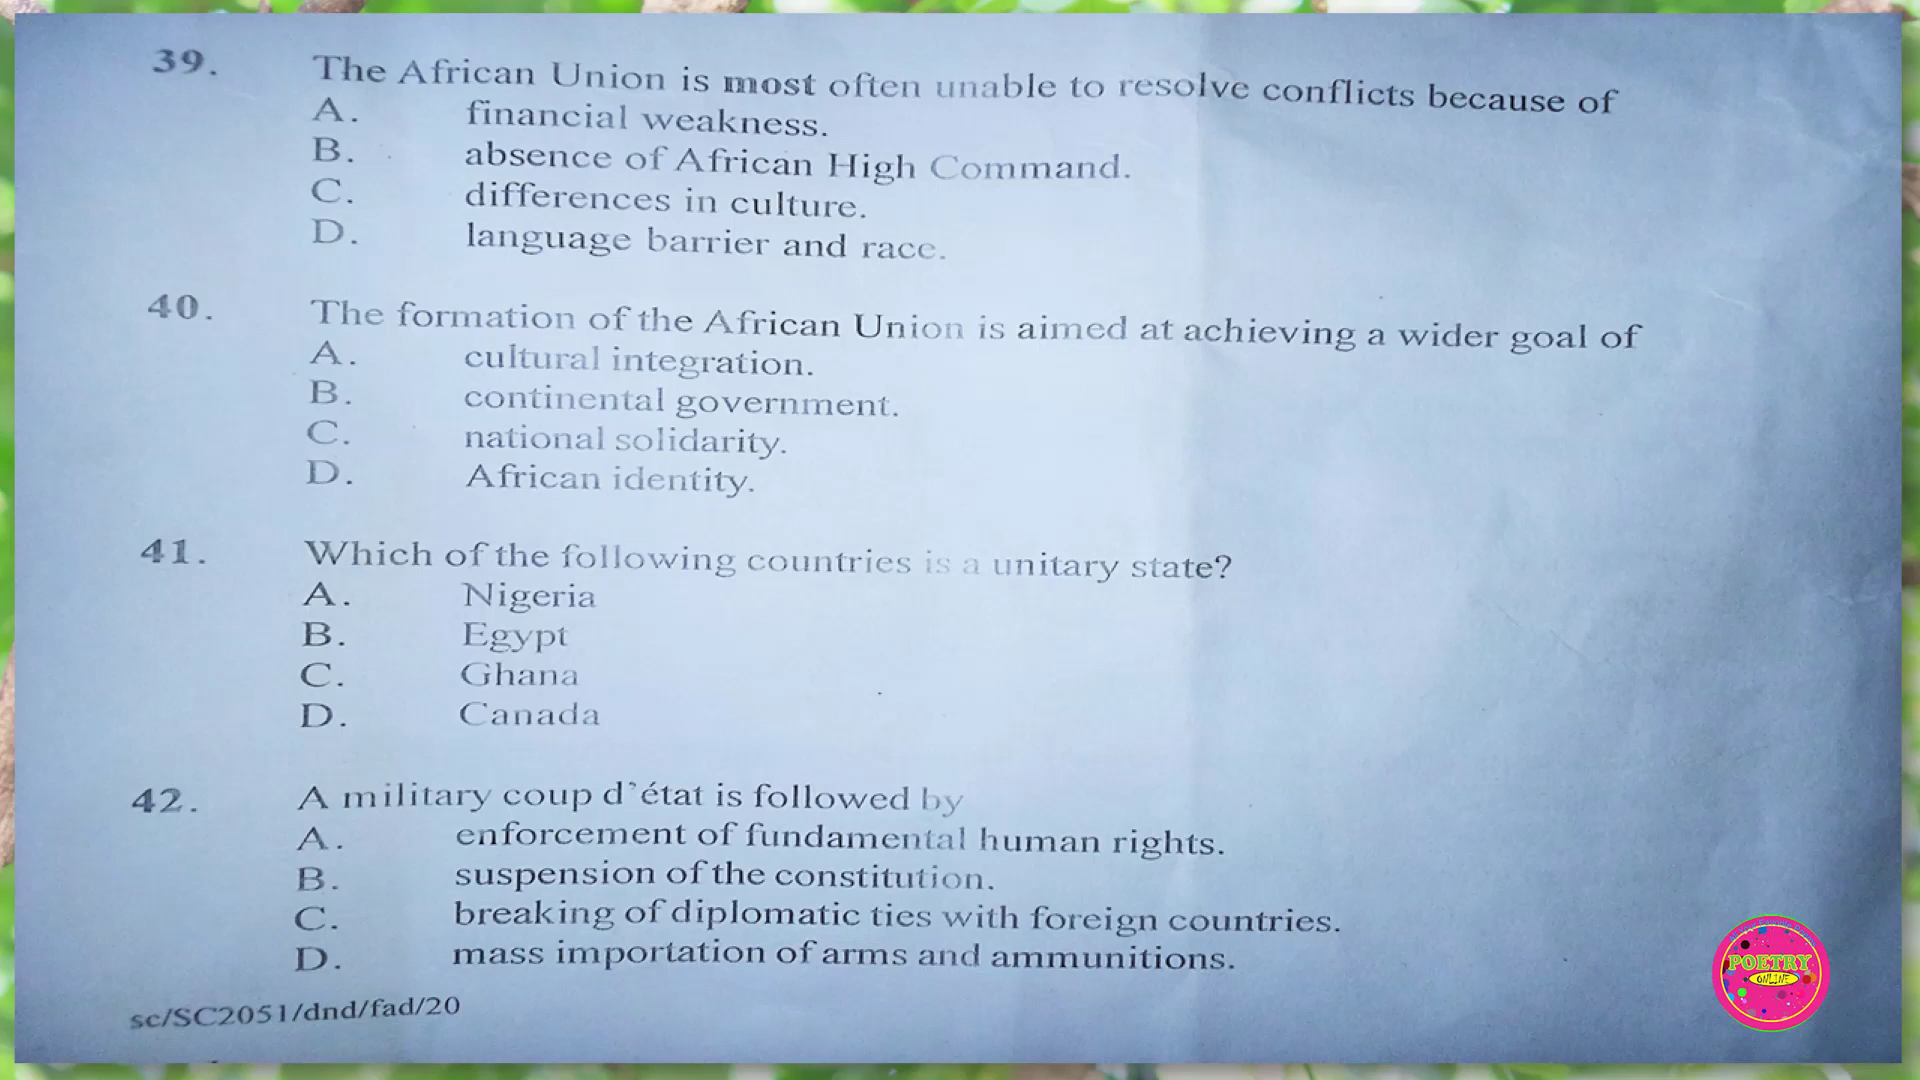 39. The African Union is most often unable to resolve conflicts because of
A. financial weakness.
B. absence of African High Command.
C. differences in culture.
D. language barrier and race.
40. The formation of the African Union is aimed at achieving a wider goal of
A. cultural integration.
B. continental government.
C. national solidarity.
D. African identity.
41. Which of the following countries is a unitary state?
A. Nigeria
B. Egypt
C. Ghana
D. Canada
42. A military coup d'état is followed by
A. enforcement of fundamental human rights.
B. suspension of the constitution.
C. breaking of diplomatic ties with foreign countries.
D. mass importation of arms and ammunitions.
sc/SC2051/dnd/fad/20
POETRY
ONLINE